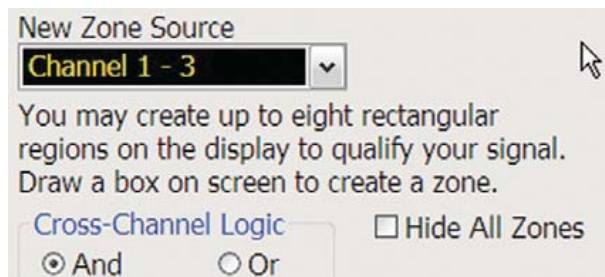 New Zone Source
Channel 1 - 3
You may create up to eight rectangular
regions on the display to qualify your signal.
Draw a box on screen to create a zone.
Cross-Channel Logic
Hide All Zones
And
Or